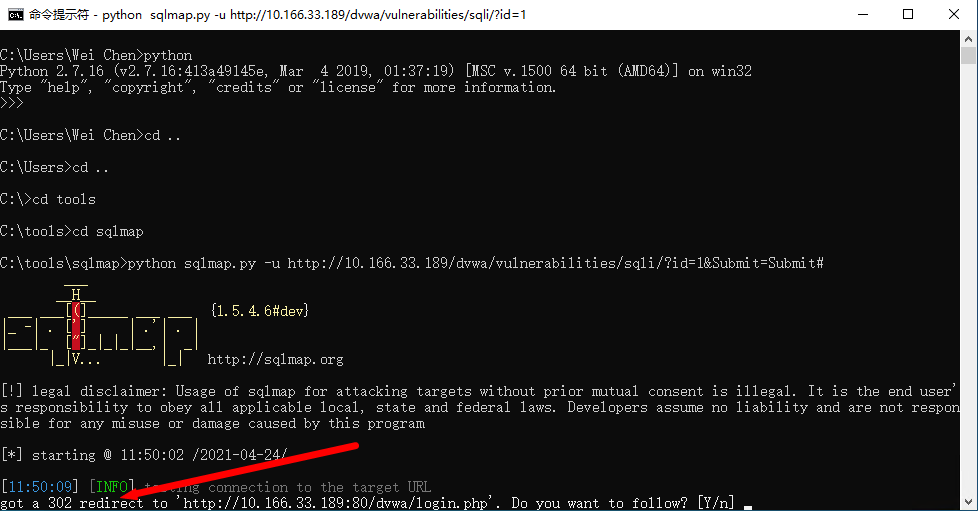 命令提示符 - python  sqlmap.py -u http://10.166.33.189/dvwa/vulnerabilities/sqli/?id=1
C:\Users\Wei Chen>python
Python 2.7.16 (v2.7.16:413a49145e, Mar  4 2019, 01:37:19) [MSC v.1500 64 bit (AMD64)] on win32
Type "help", "copyright", "credits" or "license" for more information.
>>>
C:\Users\Wei Chen>cd ..
C:\Users>cd ..
C:\>cd tools
C:\tools>cd sqlmap
C:\tools\sqlmap>python sqlmap.py -u http://10.166.33.189/dvwa/vulnerabilities/sqli/?id=1&Submit=Submit#
        ___
       __H__
 ___ ___[(]_____ ___ ___  {1.5.4.6#dev}
|_ -| . [']     | .'| . |
|___|_  ["]_|_|_|__,|  _|
      |_|V...       |_|   http://sqlmap.org
[!] legal disclaimer: Usage of sqlmap for attacking targets without prior mutual consent is illegal. It is the end user'
s responsibility to obey all applicable local, state and federal laws. Developers assume no liability and are not respon
sible for any misuse or damage caused by this program
[*] starting @ 11:50:02 /2021-04-24/
[11:50:09] [INFO] testing connection to the target URL
got a 302 redirect to 'http://10.166.33.189:80/dvwa/login.php'. Do you want to follow? [Y/n]